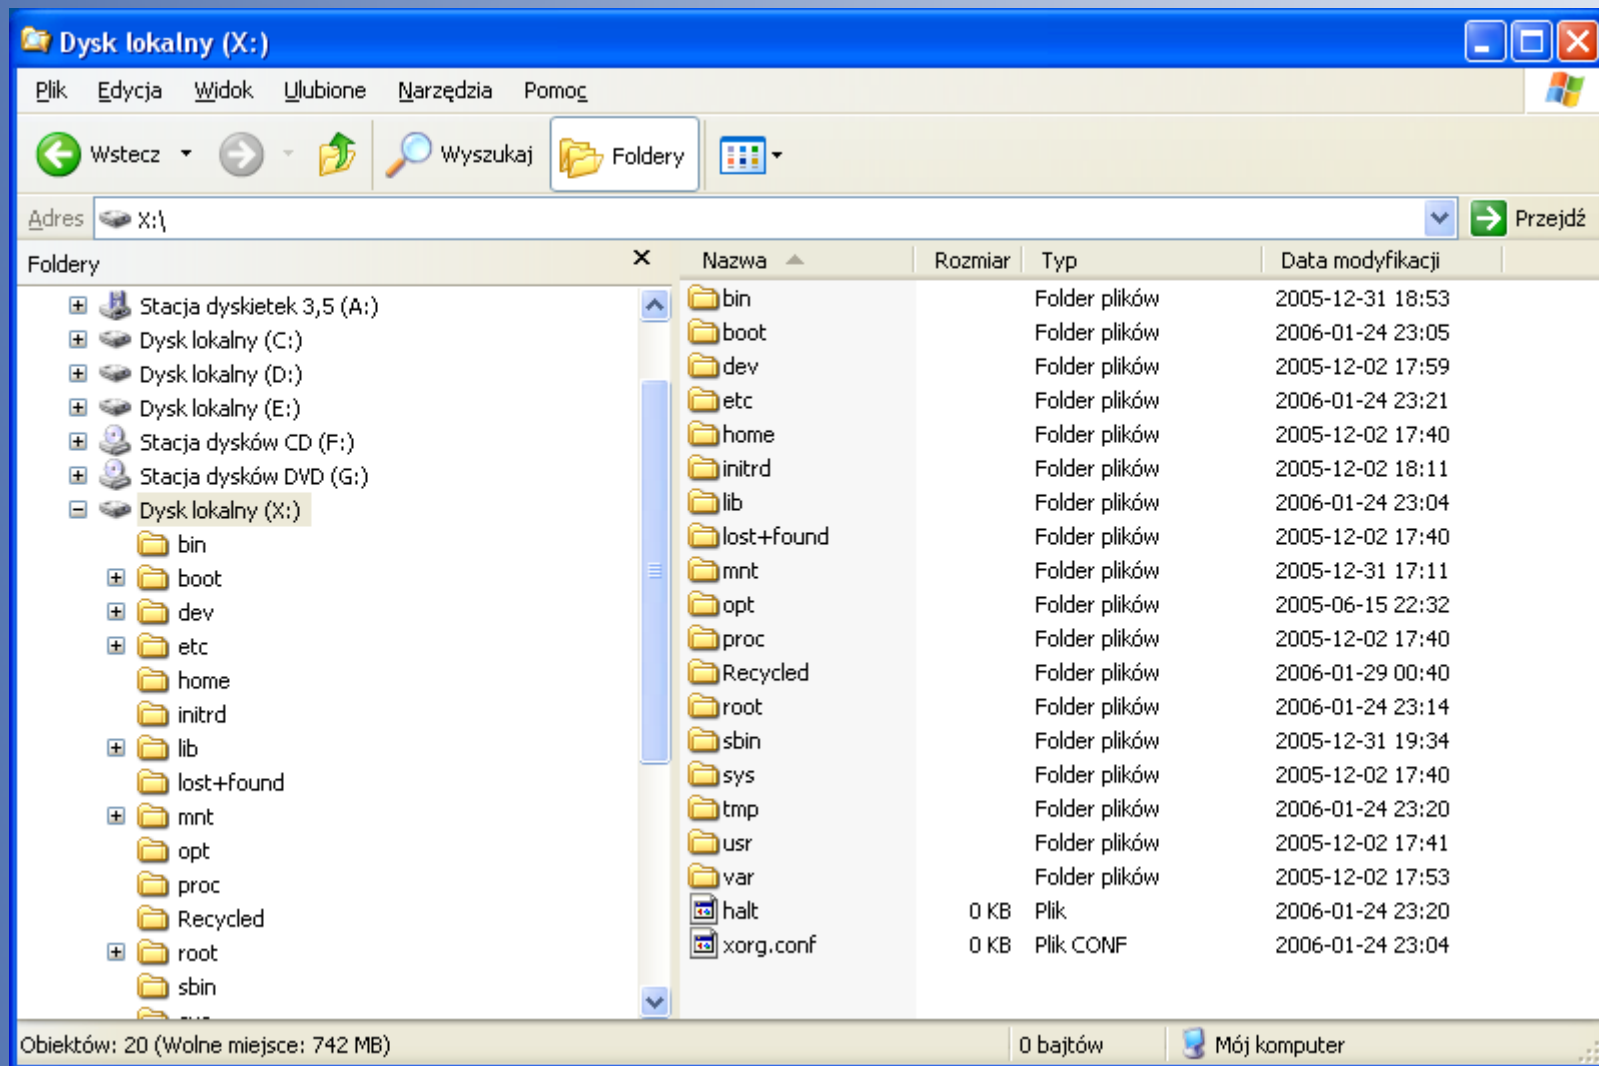 Dysk lokalny (X:)
Plik Edycja Widok Ulubione Narzędzia Pomoc
Wstecz Wyszukaj Foldery
Adres X:\ Przejdź
Foldery
Stacja dyskietek 3,5 (A:)
Dysk lokalny (C:)
Dysk lokalny (D:)
Dysk lokalny (E:)
Stacja dysków CD (F:)
Stacja dysków DVD (G:)
Dysk lokalny (X:)
bin
boot
dev
etc
home
initrd
lib
lost+found
mnt
opt
proc
Recycled
root
sbin
Nazwa Rozmiar Typ Data modyfikacji
bin Folder plików 2005-12-31 18:53
boot Folder plików 2006-01-24 23:05
dev Folder plików 2005-12-02 17:59
etc Folder plików 2006-01-24 23:21
home Folder plików 2005-12-02 17:40
initrd Folder plików 2005-12-02 18:11
lib Folder plików 2006-01-24 23:04
lost+found Folder plików 2005-12-02 17:40
mnt Folder plików 2005-12-31 17:11
opt Folder plików 2005-06-15 22:32
proc Folder plików 2005-12-02 17:40
Recycled Folder plików 2006-01-29 00:40
root Folder plików 2006-01-24 23:14
sbin Folder plików 2005-12-31 19:34
sys Folder plików 2005-12-02 17:40
tmp Folder plików 2006-01-24 23:20
usr Folder plików 2005-12-02 17:41
var Folder plików 2005-12-02 17:53
halt 0 KB Plik 2006-01-24 23:20
xorg.conf 0 KB Plik CONF 2006-01-24 23:04
Obiektów: 20 (Wolne miejsce: 742 MB) 0 bajtów Mój komputer